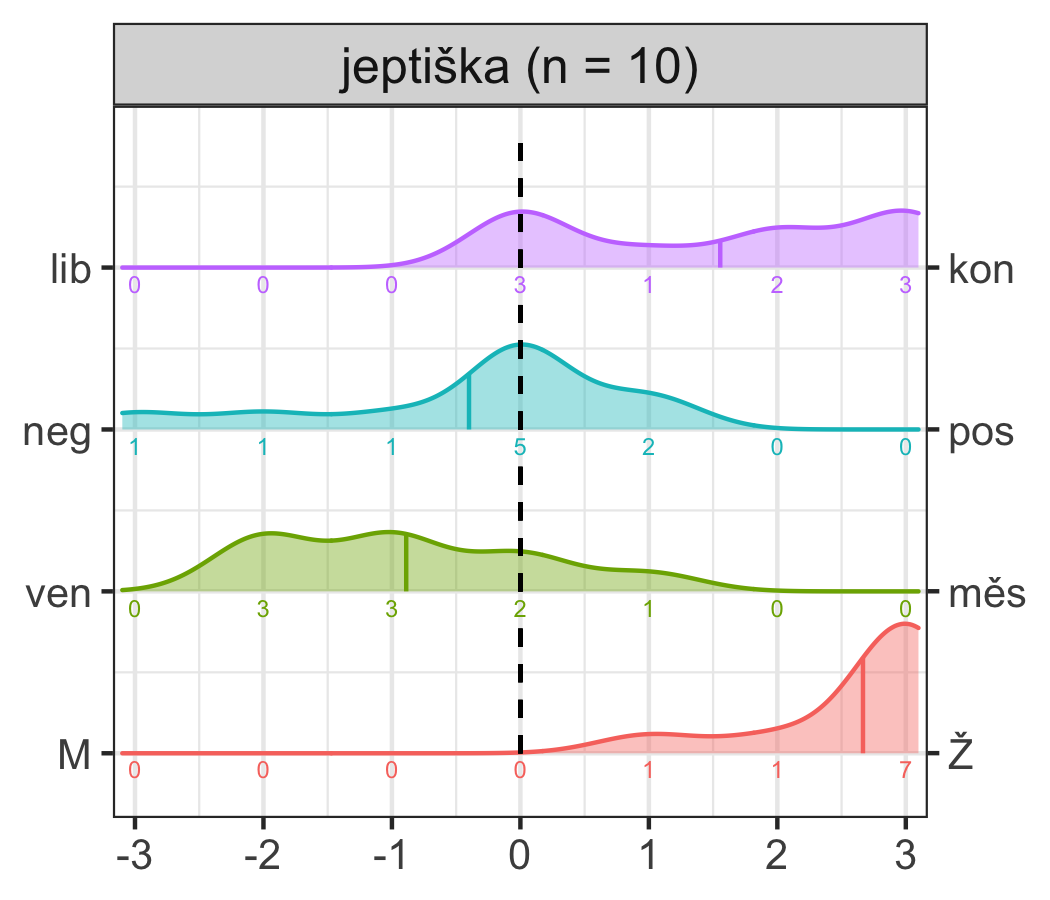 jeptiška (n = 10)
lib kon
0 0 0 3 1 2 3
neg pos
1 1 1 5 2 0 0
ven měs
0 3 3 2 1 0 0
M Ž
0 0 0 0 1 1 7
-3 -2 -1 0 1 2 3